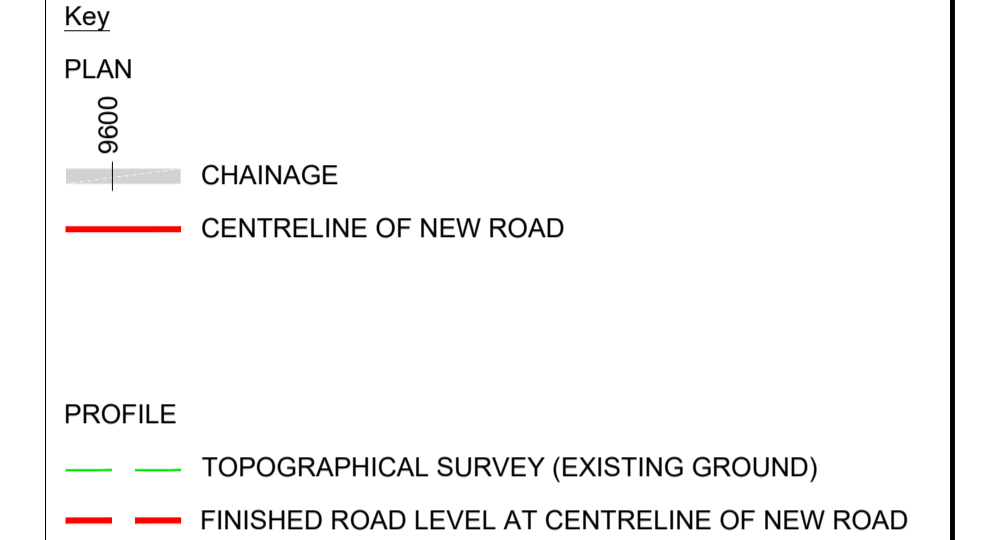 Key
PLAN
9600
CHAINAGE
CENTRELINE OF NEW ROAD
PROFILE
TOPOGRAPHICAL SURVEY (EXISTING GROUND)
FINISHED ROAD LEVEL AT CENTRELINE OF NEW ROAD